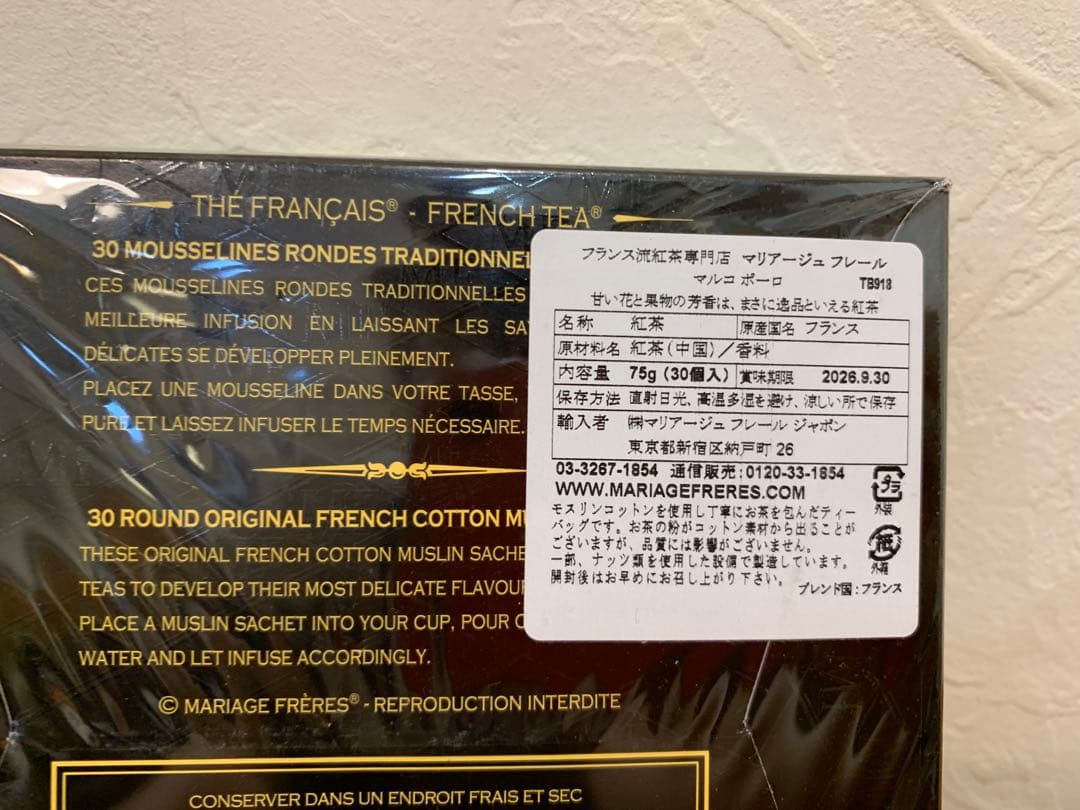 THÉ FRANÇAIS® - FRENCH TEA®
30 MOUSSELINES RONDES TRADITIONNEL
CES MOUSSELINES RONDES TRADITIONNELLES
MEILLEURE INFUSION EN LAISSANT LES SA
DÉLICATES SE DÉVELOPPER PLEINEMENT.
PLACEZ UNE MOUSSELINE DANS VOTRE TASSE,
PURE ET LAISSEZ INFUSER LE TEMPS NÉCESSAIRE.
30 ROUND ORIGINAL FRENCH COTTON MU
THESE ORIGINAL FRENCH COTTON MUSLIN SACHE
TEAS TO DEVELOP THEIR MOST DELICATE FLAVOU
PLACE A MUSLIN SACHET INTO YOUR CUP, POUR
WATER AND LET INFUSE ACCORDINGLY.
© MARIAGE FRÈRES® - REPRODUCTION INTERDITE
CONSERVER DANS UN ENDROIT FRAIS ET SEC
フランス流紅茶専門店 マリアージュ フレール
マルコ ポーロ TB918
甘い花と果物の芳香は、まさに逸品といえる紅茶
名称 紅茶 原産国名 フランス
原材料名 紅茶(中国)/香料
内容量 75g(30個入) 賞味期限 2026.9.30
保存方法 直射日光、高温多湿を避け、涼しい所で保存
輸入者 ㈱マリアージュ フレール ジャポン
東京都新宿区納戸町 26
03-3267-1854 通信販売:0120-33-1854
WWW.MARIAGEFRERES.COM
プラ
外装
紙
外箱
モスリンコットンを使用し丁寧にお茶を包んだティー
バッグです。お茶の粉がコットン素材から出ることが
ございますが、品質には影響がございません。
一部、ナッツ類を使用した設備で製造しています。
開封後はお早めにお召し上がり下さい。
ブレンド国:フランス